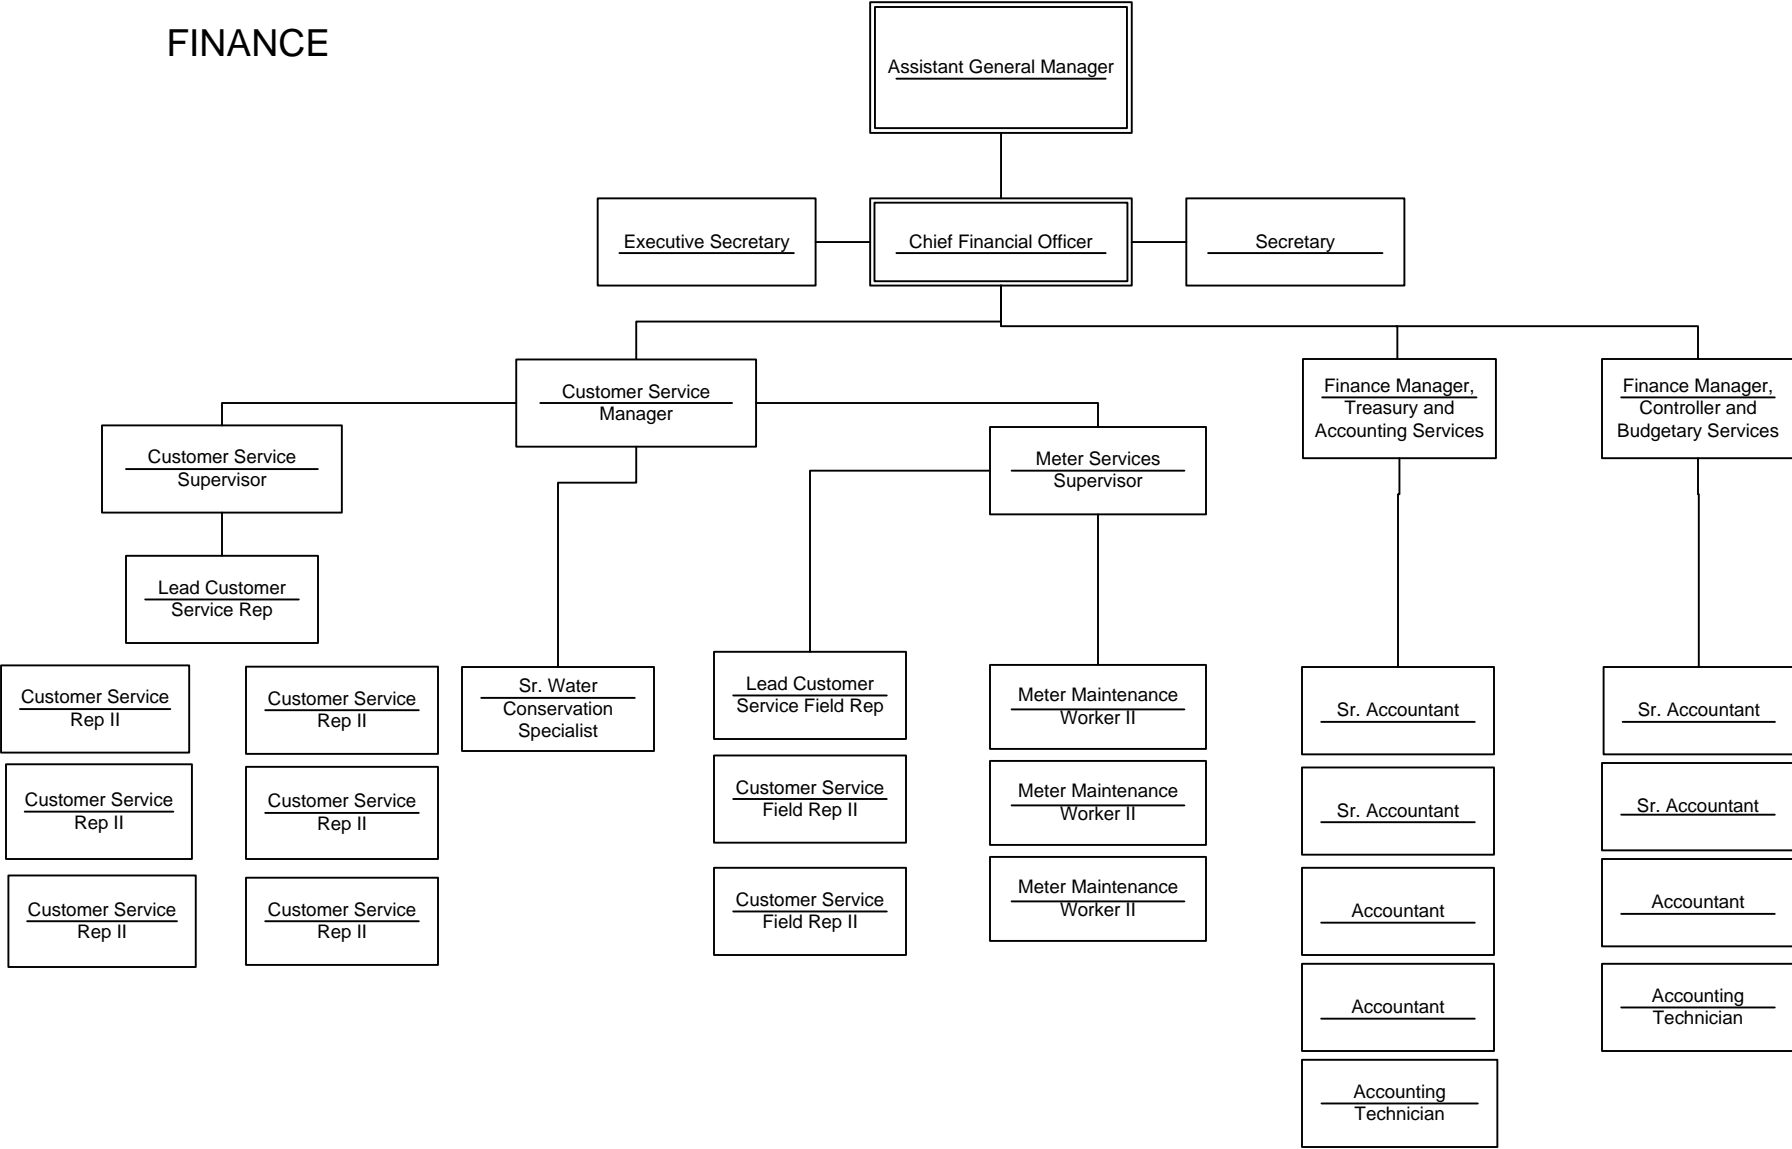 FINANCE
Assistant General Manager
Executive Secretary
Chief Financial Officer
Secretary
Customer Service
Manager
Finance Manager,
Treasury and
Accounting Services
Finance Manager,
Controller and
Budgetary Services
Customer Service
Supervisor
Meter Services
Supervisor
Lead Customer
Service Rep
Customer Service
Rep II
Customer Service
Rep II
Sr. Water
Conservation
Specialist
Lead Customer
Service Field Rep
Meter Maintenance
Worker II
Sr. Accountant
Sr. Accountant
Customer Service
Rep II
Customer Service
Rep II
Customer Service
Field Rep II
Meter Maintenance
Worker II
Sr. Accountant
Sr. Accountant
Customer Service
Rep II
Customer Service
Rep II
Customer Service
Field Rep II
Meter Maintenance
Worker II
Accountant
Accountant
Accountant
Accounting
Technician
Accounting
Technician